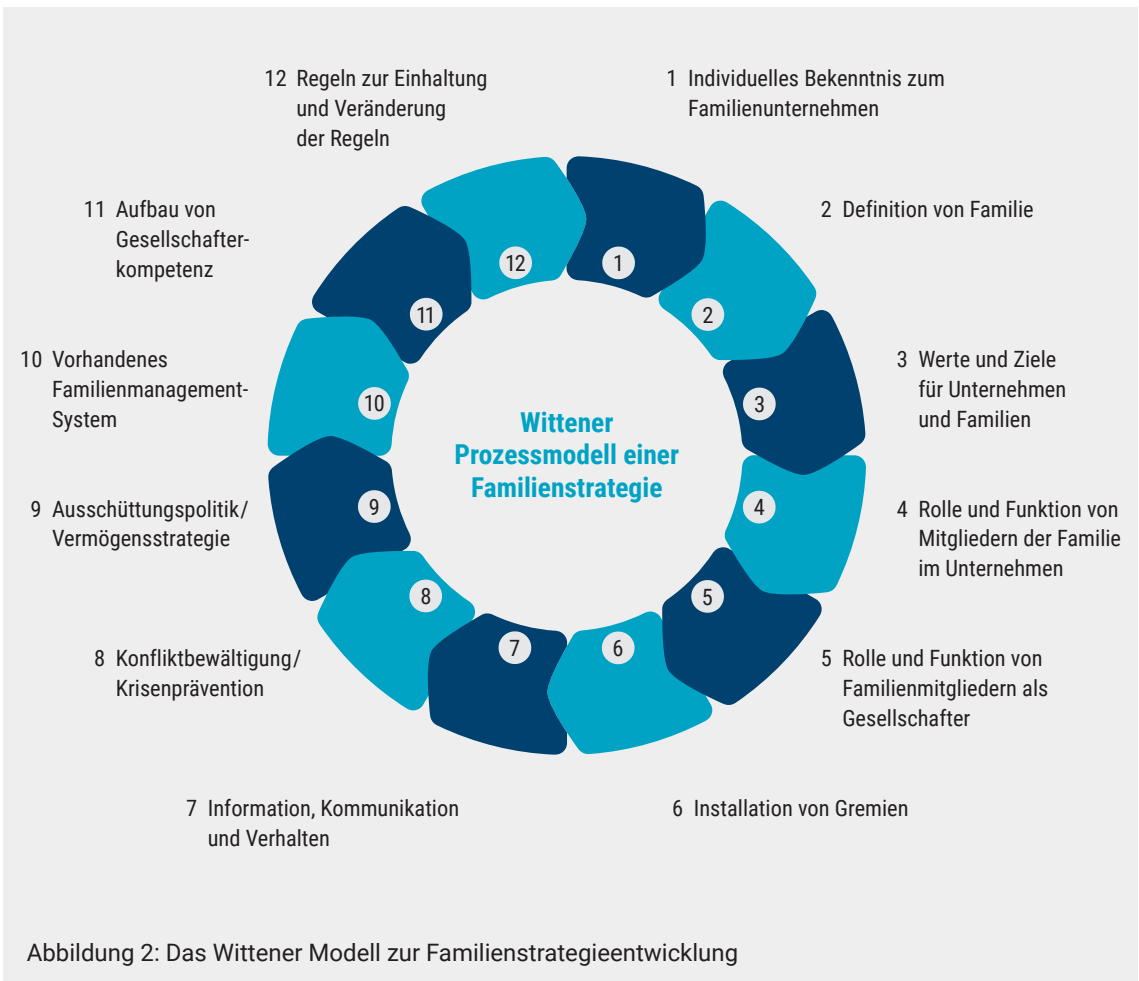 12 Regeln zur Einhaltung
und Veränderung
der Regeln
1 Individuelles Bekenntnis zum
Familienunternehmen
2 Definition von Familie
3 Werte und Ziele
für Unternehmen
und Familien
4 Rolle und Funktion von
Mitgliedern der Familie
im Unternehmen
5 Rolle und Funktion von
Familienmitgliedern als
Gesellschafter
6 Installation von Gremien
7 Information, Kommunikation
und Verhalten
8 Konfliktbewältigung/
Krisenprävention
9 Ausschüttungspolitik/
Vermögensstrategie
10 Vorhandenes
Familienmanagement-
System
11 Aufbau von
Gesellschafter-
kompetenz
1
2
3
4
5
6
7
8
9
10
11
12
Wittener
Prozessmodell einer
Familienstrategie
Abbildung 2: Das Wittener Modell zur Familienstrategieentwicklung